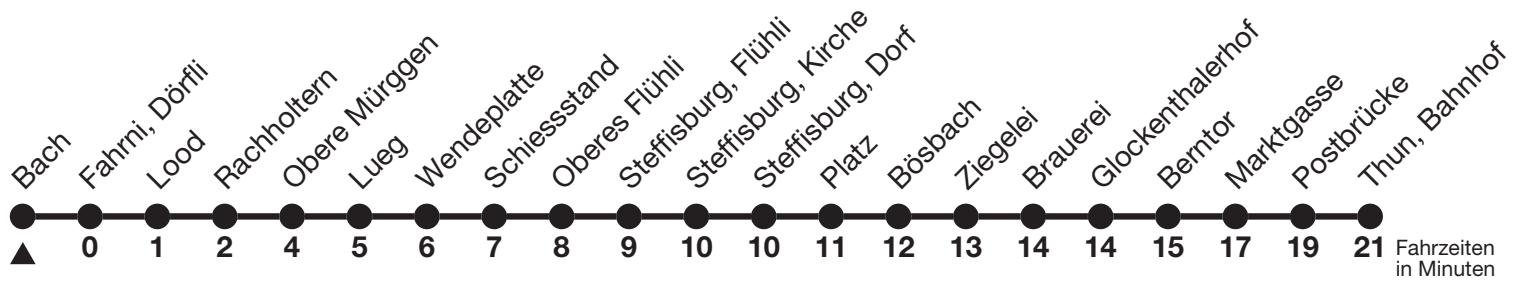 Bach
Fahrni, Dörfli
Lood
Rachholtern
Obere Mürggen
Lueg
Wendeplatte
Schiessstand
Oberes Flühli
Steffisburg, Flühli
Steffisburg, Kirche
Steffisburg, Dorf
Platz
Bösbach
Ziegelei
Brauerei
Glockenthalerhof
Berntor
Marktgasse
Postbrücke
Thun, Bahnhof
0 1 2 4 5 6 7 8 9 10 10 11 12 13 14 14 15 17 19 21
Fahrzeiten
in Minuten